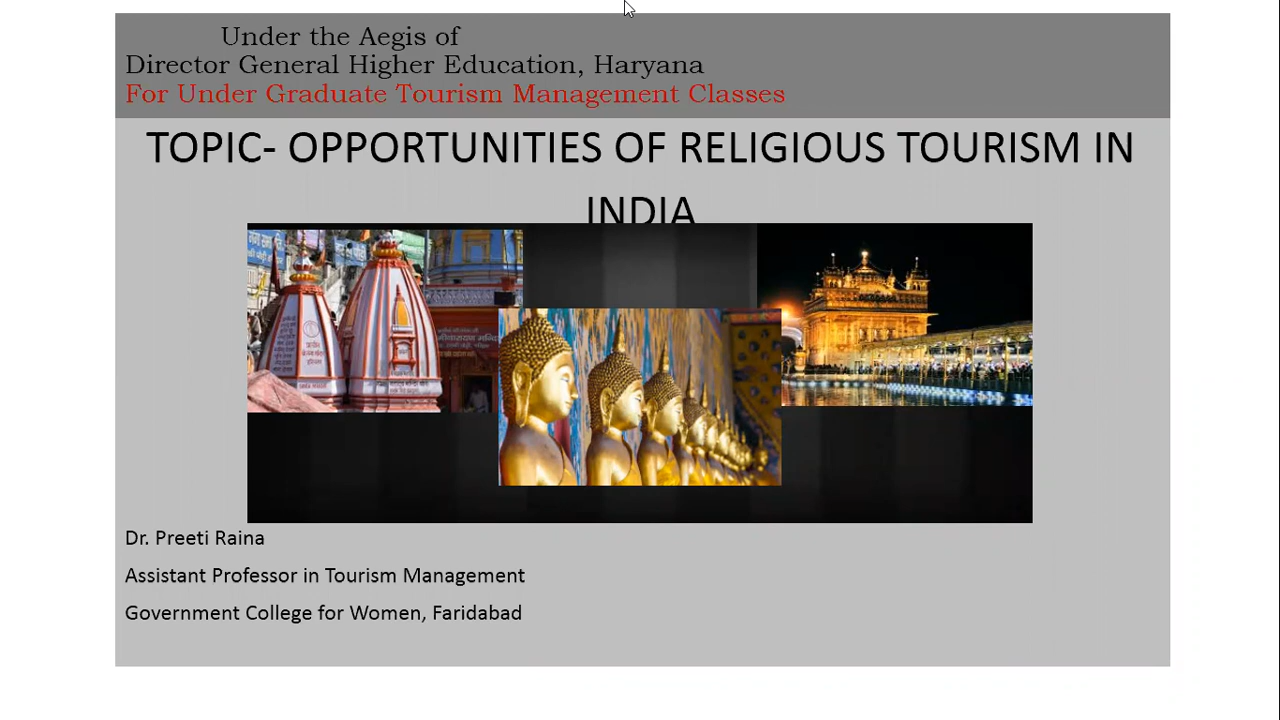 Under the Aegis of
Director General Higher Education, Haryana
For Under Graduate Tourism Management Classes
TOPIC- OPPORTUNITIES OF RELIGIOUS TOURISM IN
INDIA
Dr. Preeti Raina
Assistant Professor in Tourism Management
Government College for Women, Faridabad